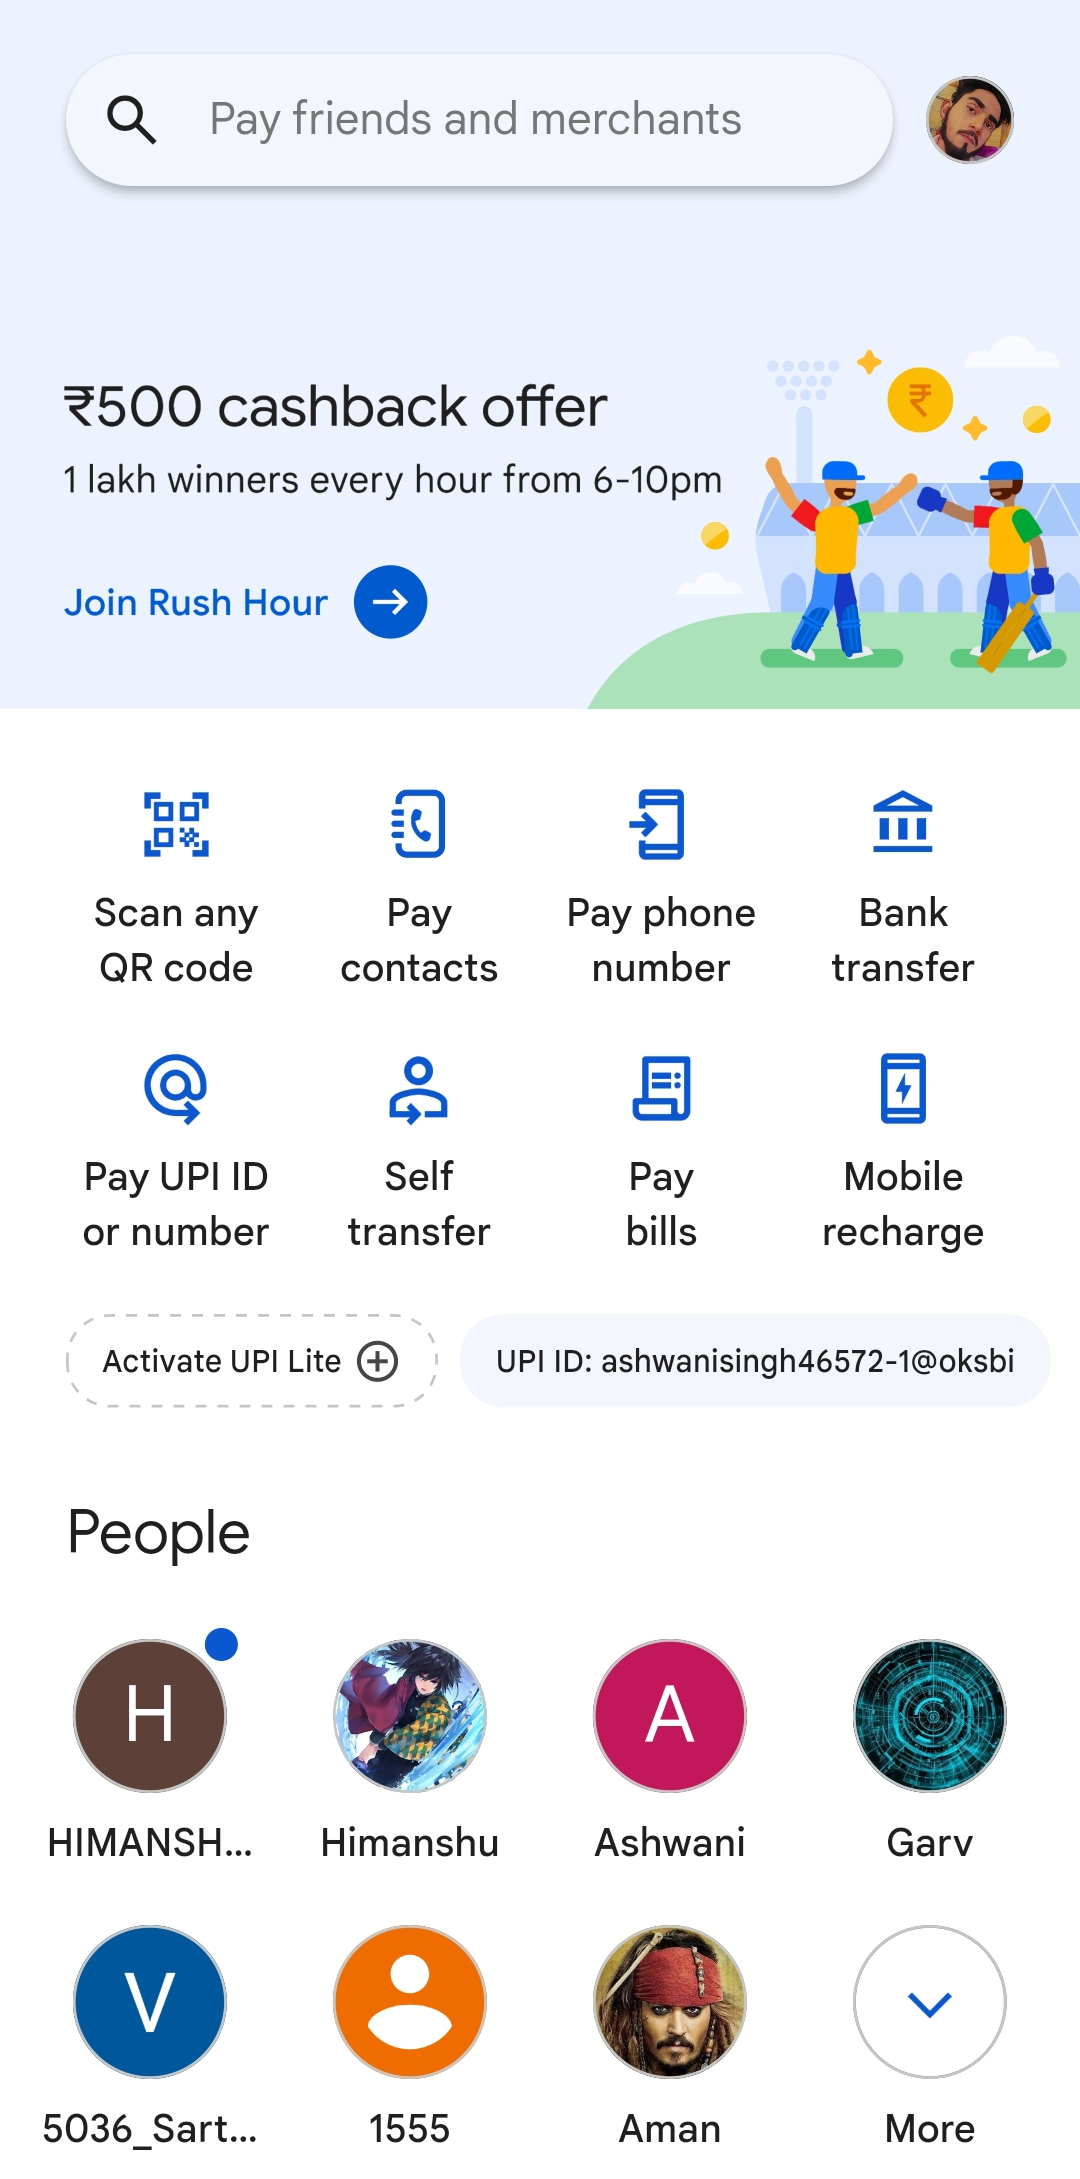 Pay friends and merchants
₹500 cashback offer
1 lakh winners every hour from 6-10pm
Join Rush Hour
₹
Scan any
QR code
Pay
contacts
Pay phone
number
Bank
transfer
Pay UPI ID
or number
Self
transfer
Pay
bills
Mobile
recharge
Activate UPI Lite
UPI ID: ashwanisingh46572-1@oksbi
People
H
HIMANSH...
Himanshu
A
Ashwani
Garv
V
5036_Sart...
1555
Aman
More